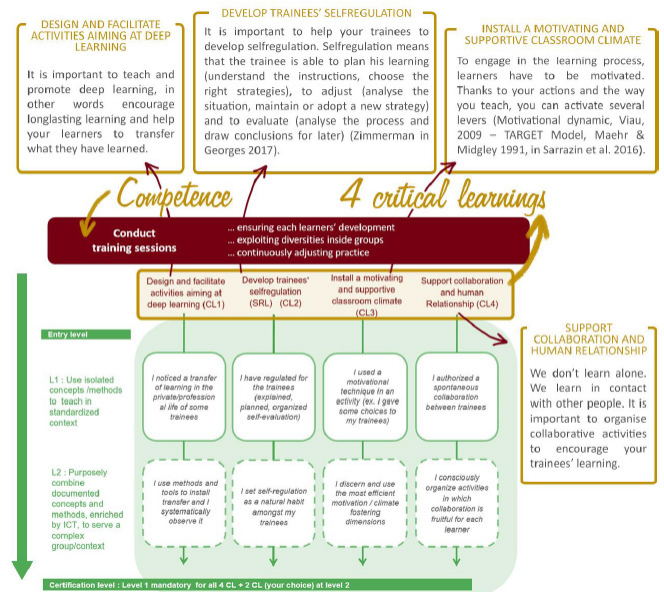 DESIGN AND FACILITATE
ACTIVITIES AIMING AT DEEP
LEARNING
It is important to teach and
promote deep learning, in
other words encourage
longlasting learning and help
your learners to transfer
what they have learned.
DEVELOP TRAINEES' SELFREGULATION
It is important to help your trainees to
develop selfregulation. Selfregulation means
that the trainee is able to plan his learning
(understand the instructions, choose the
right strategies), to adjust (analyse the
situation, maintain or adopt a new strategy)
and to evaluate (analyse the process and
draw conclusions for later) (Zimmerman in
Georges 2017).
INSTALL A MOTIVATING AND
SUPPORTIVE CLASSROOM CLIMATE
To engage in the learning process,
learners have to be motivated.
Thanks to your actions and the way
you teach, you can activate several
levers (Motivational dynamic, Viau,
2009 – TARGET Model, Maehr &
Midgley 1991, in Sarrazin et al. 2016).
Competence
4 critical learnings
Conduct
training sessions
... ensuring each learners' development
... exploiting diversities inside groups
... continuously adjusting practice
Design and facilitate
activities aiming at
deep learning (CL1)
Develop trainees'
selfregulation
(SRL) (CL2)
Install a motivating
and supportive
classroom climate
(CL3)
Support collaboration
and human
Relationship (CL4)
SUPPORT
COLLABORATION AND
HUMAN RELATIONSHIP
We don't learn alone.
We learn in contact
with other people. It is
important to organise
collaborative activities
to encourage your
trainees' learning.
Entry level
L1 : Use isolated
concepts /methods
to teach in
standardized
context
I noticed a transfer
of learning in the
private/profession
al life of some
trainees
I have regulated for
the trainees
(explained,
planned, organized
self-evaluation)
I used a
motivational
technique in an
activity (ex. I gave
some choices to
my trainees)
I authorized a
spontaneous
collaboration
between trainees
L2 : Purposely
combine
documented
concepts and
methods, enriched
by ICT, to serve a
complex
group/context
I use methods and
tools to install
transfer and I
systematically
observe it
I set self-regulation
as a natural habit
amongst my
trainees
I discern and use
the most efficient
motivation / climate
fostering
dimensions
I consciously
organize activities
in which
collaboration is
fruitful for each
learner
Certification level : Level 1 mandatory for all 4 CL + 2 CL (your choice) at level 2